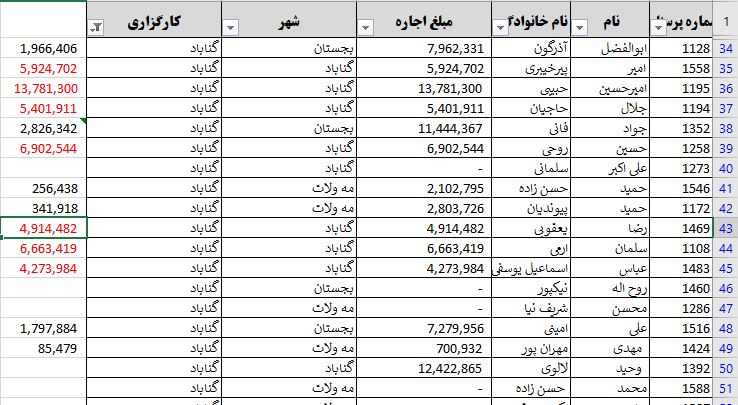 1 شماره پرسنلی نام نام خانوادگی مبلغ اجاره شهر کارگزاری
34 1128 ابوالفضل آذرگون 7,962,331 بجستان گناباد 1,966,406
35 1558 امیر پیرخیبری 5,924,702 گناباد گناباد 5,924,702
36 1195 امیرحسین حبیبی 13,781,300 گناباد گناباد 13,781,300
37 1194 جلال حاجیان 5,401,911 گناباد گناباد 5,401,911
38 1352 جواد فانی 11,444,367 بجستان گناباد 2,826,342
39 1258 حسین روحی 6,902,544 گناباد گناباد 6,902,544
40 1273 علی اکبر سلمانی - گناباد گناباد
41 1546 حمید حسن زاده 2,102,795 مه ولات گناباد 256,438
42 1172 حمید پیوندیان 2,803,726 مه ولات گناباد 341,918
43 1469 رضا یعقوبی 4,914,482 گناباد گناباد 4,914,482
44 1108 سلمان ارمی 6,663,419 گناباد گناباد 6,663,419
45 1483 عباس اسماعیل یوسفی 4,273,984 گناباد گناباد 4,273,984
46 1460 روح اله نیکپور - بجستان گناباد
47 1286 محسن شریف نیا - مه ولات گناباد
48 1516 علی امینی 7,279,956 بجستان گناباد 1,797,884
49 1424 مهدی مهران پور 700,932 مه ولات گناباد 85,479
50 1392 وحید لالوی 12,422,865 گناباد گناباد
51 1588 محمد حسن زاده - مه ولات گناباد